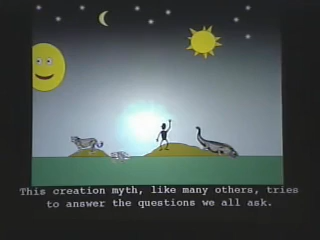 This creation myth, like many others, tries
to answer the questions we all ask.